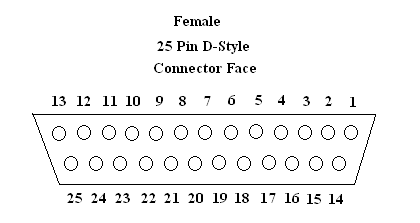 Female
25 Pin D-Style
Connector Face
13 12 11 10 9 8 7 6 5 4 3 2 1
25 24 23 22 21 20 19 18 17 16 15 14